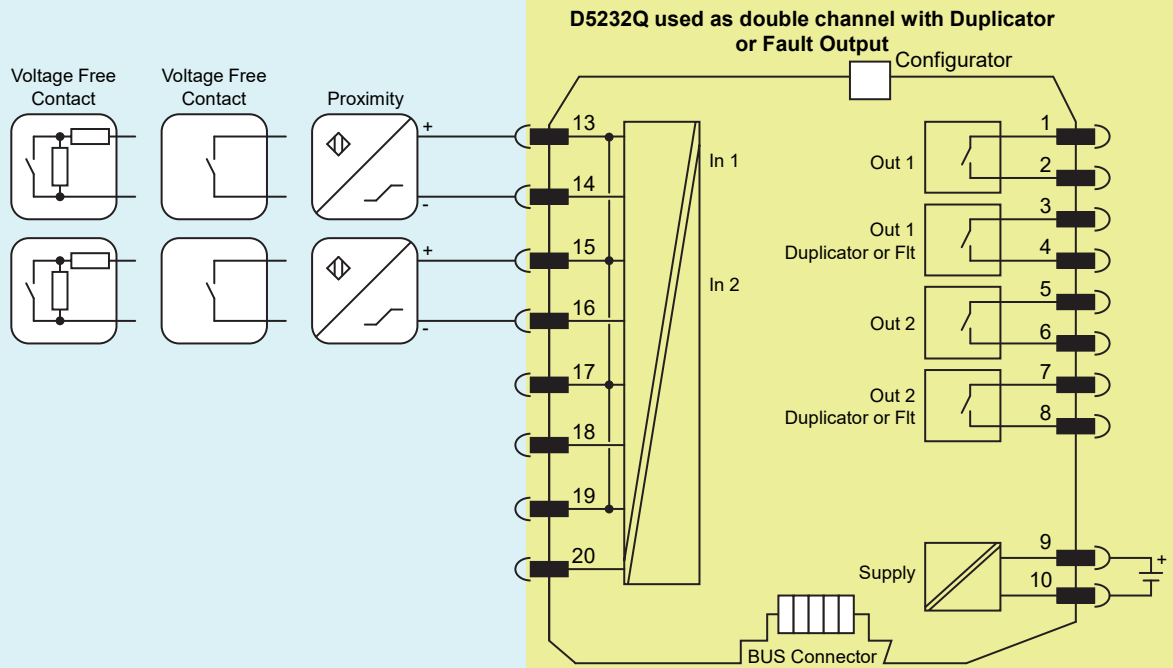 D5232Q used as double channel with Duplicator
or Fault Output
Configurator
Voltage Free
Contact
Voltage Free
Contact
Proximity
+
-
+
-
13
14
15
16
17
18
19
20
In 1
In 2
Out 1
Out 1
Duplicator or Flt
Out 2
Out 2
Duplicator or Flt
Supply
1
2
3
4
5
6
7
8
9
10
+
BUS Connector